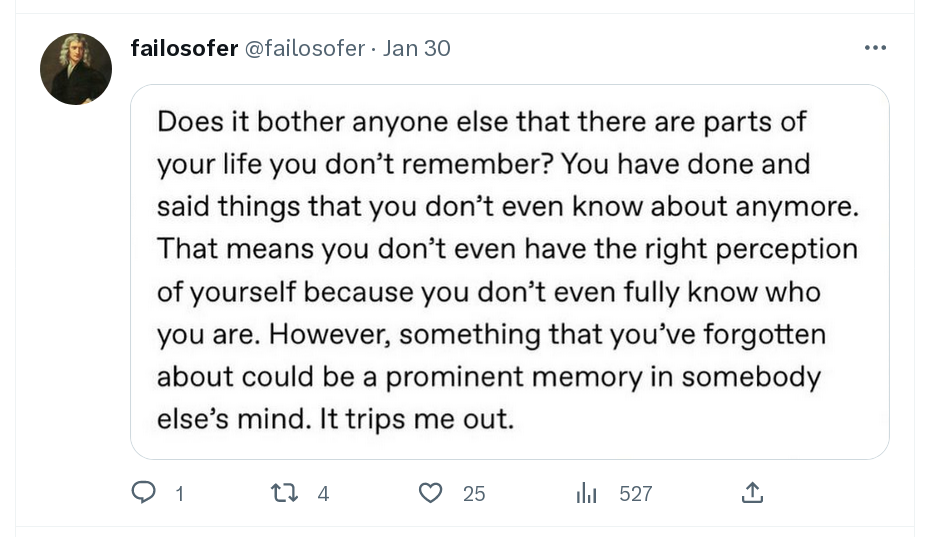 failosofer @failosofer · Jan 30
Does it bother anyone else that there are parts of
your life you don’t remember? You have done and
said things that you don’t even know about anymore.
That means you don’t even have the right perception
of yourself because you don’t even fully know who
you are. However, something that you’ve forgotten
about could be a prominent memory in somebody
else’s mind. It trips me out.
1 4 25 527